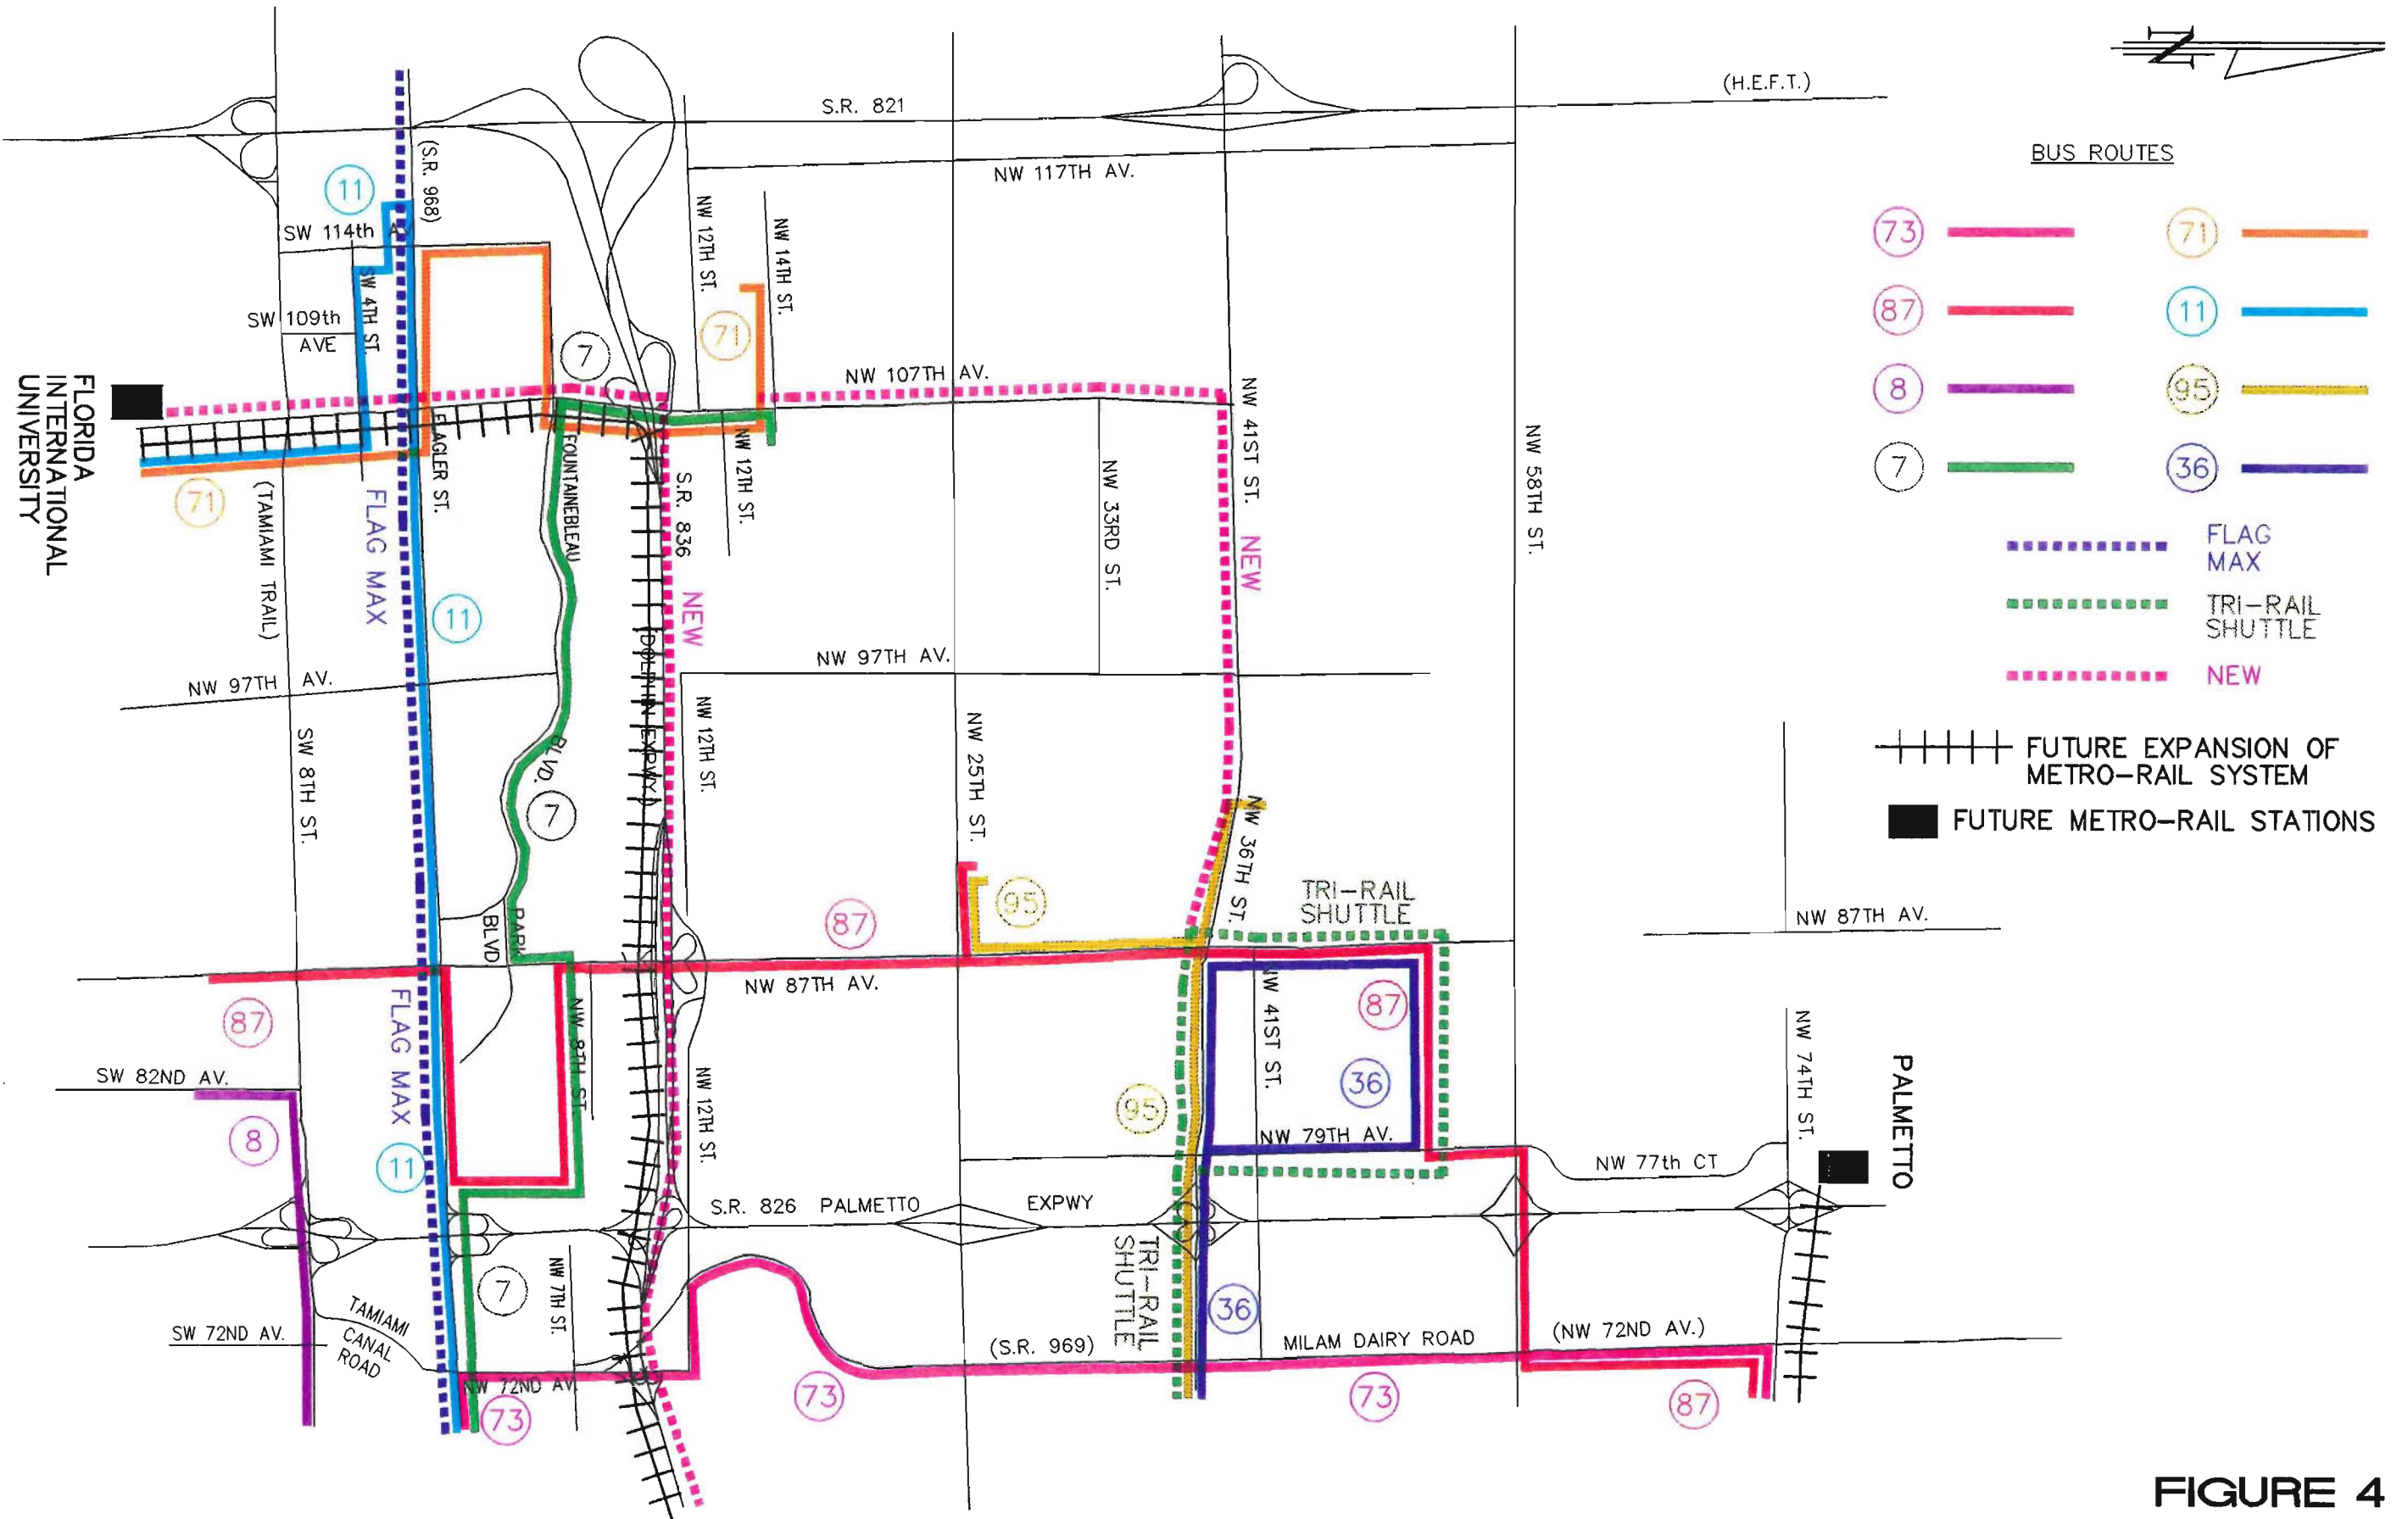 (H.E.F.T.)
S.R. 821
BUS ROUTES
NW 117TH AV.
(S.R. 968)
11
SW 114th AV
NW 12TH ST.
NW 14TH ST.
73
71
SW 4TH ST.
SW 109th
AVE
71
7
87
11
NW 107TH AV.
FLORIDA
INTERNATIONAL
UNIVERSITY
NW 41ST ST.
8
95
FLAGLER ST.
FOUNTAINEBLEAU
NW 12TH ST.
NW 58TH ST.
7
36
71
(TAMIAMI TRAIL)
FLAG MAX
S.R. 836
NW 33RD ST.
NEW
FLAG
MAX
11
NEW
TRI-RAIL
SHUTTLE
(DOLPHIN EXPWY.)
NW 97TH AV.
NW 97TH AV.
NEW
SW 8TH ST.
BLVD.
NW 12TH ST.
NW 25TH ST.
FUTURE EXPANSION OF
METRO-RAIL SYSTEM
7
NW 36TH ST.
FUTURE METRO-RAIL STATIONS
TRI-RAIL
SHUTTLE
87
95
PARK
BLVD
NW 87TH AV.
NW 87TH AV.
87
FLAG MAX
NW 8TH ST.
NW 41ST ST.
87
NW 74TH ST.
SW 82ND AV.
NW 12TH ST.
95
36
PALMETTO
8
11
NW 79TH AV.
NW 77th CT
S.R. 826 PALMETTO EXPWY
TRI-RAIL
SHUTTLE
7
NW 7TH ST.
36
TAMIAMI
CANAL
ROAD
SW 72ND AV.
(S.R. 969)
MILAM DAIRY ROAD
(NW 72ND AV.)
NW 72ND AV.
73
73
73
87
FIGURE 4